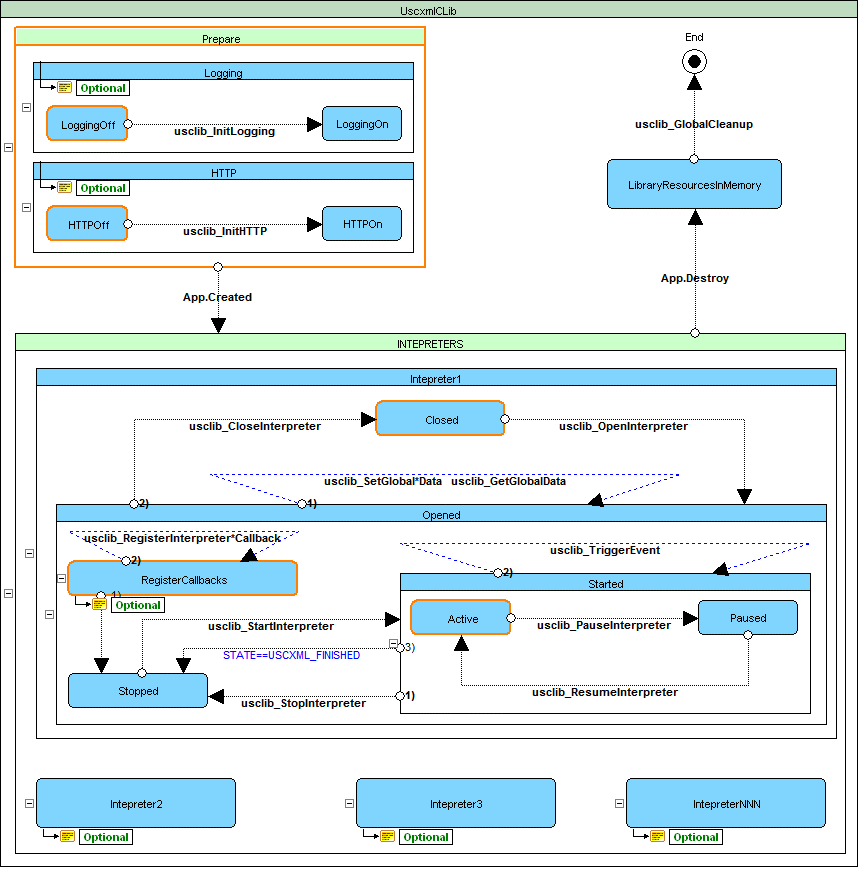 UscxmlCLib
Prepare
Logging
Optional
LoggingOff
usclib_InitLogging
LoggingOn
HTTP
Optional
HTTPOff
usclib_InitHTTP
HTTPOn
App.Created
End
usclib_GlobalCleanup
LibraryResourcesInMemory
App.Destroy
INTEPRETERS
Intepreter1
usclib_CloseInterpreter
Closed
usclib_OpenInterpreter
usclib_SetGlobal*Data usclib_GetGlobalData
2)
1)
Opened
usclib_RegisterInterpreter*Callback
2)
RegisterCallbacks
1)
Optional
usclib_TriggerEvent
2)
Started
Active
usclib_PauseInterpreter
Paused
usclib_StartInterpreter
3)
STATE==USCXML_FINISHED
Stopped
usclib_StopInterpreter
1)
usclib_ResumeInterpreter
Intepreter2
Optional
Intepreter3
Optional
IntepreterNNN
Optional